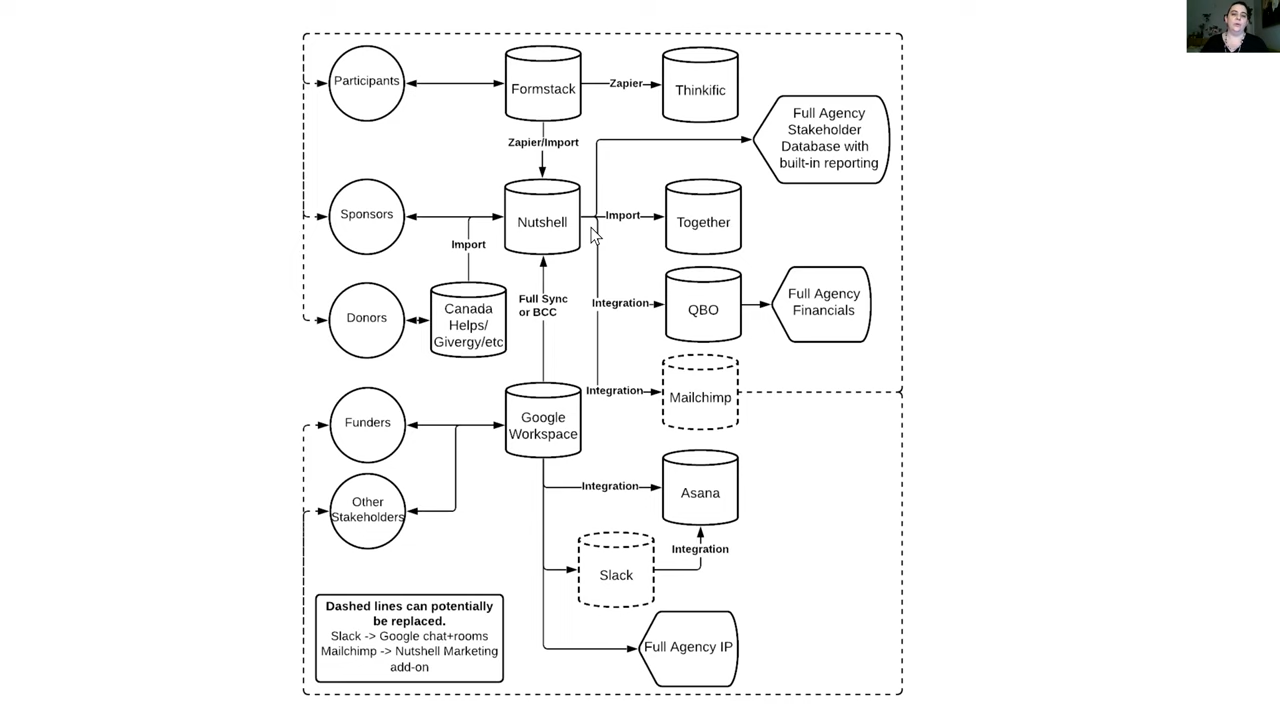 Participants
Formstack
Zapier
Thinkific
Full Agency
Stakeholder
Database with
built-in reporting
Zapier/Import
Sponsors
Nutshell
Import
Together
Import
Full Sync
or BCC
Integration
QBO
Full Agency
Financials
Donors
Canada
Helps/
Givergy/etc
Integration
Mailchimp
Funders
Google
Workspace
Other
Stakeholders
Integration
Asana
Integration
Slack
Full Agency IP
Dashed lines can potentially
be replaced.
Slack -> Google chat+rooms
Mailchimp -> Nutshell Marketing
add-on